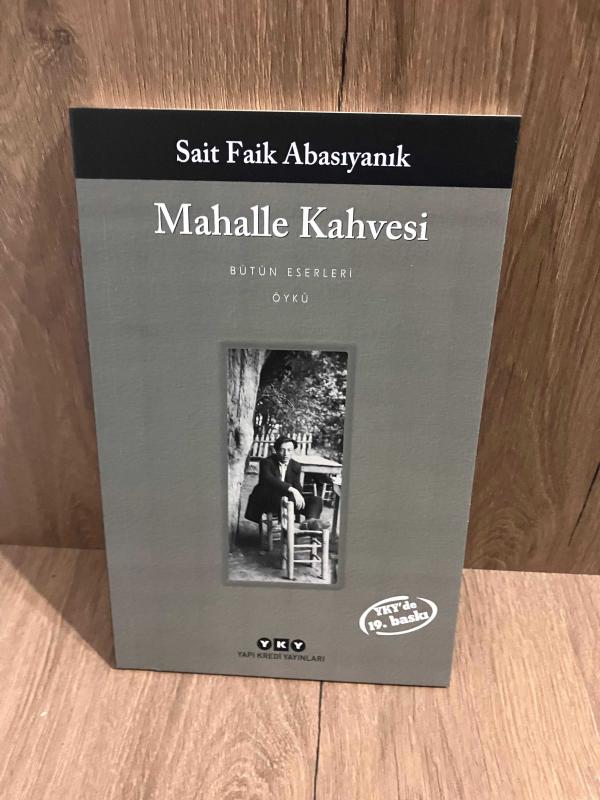 Sait Faik Abasıyanık
Mahalle Kahvesi
BÜTÜN ESERLERİ
ÖYKÜ
YKY'de
19. baskı
YKY
YAPI KREDİ YAYINLARI